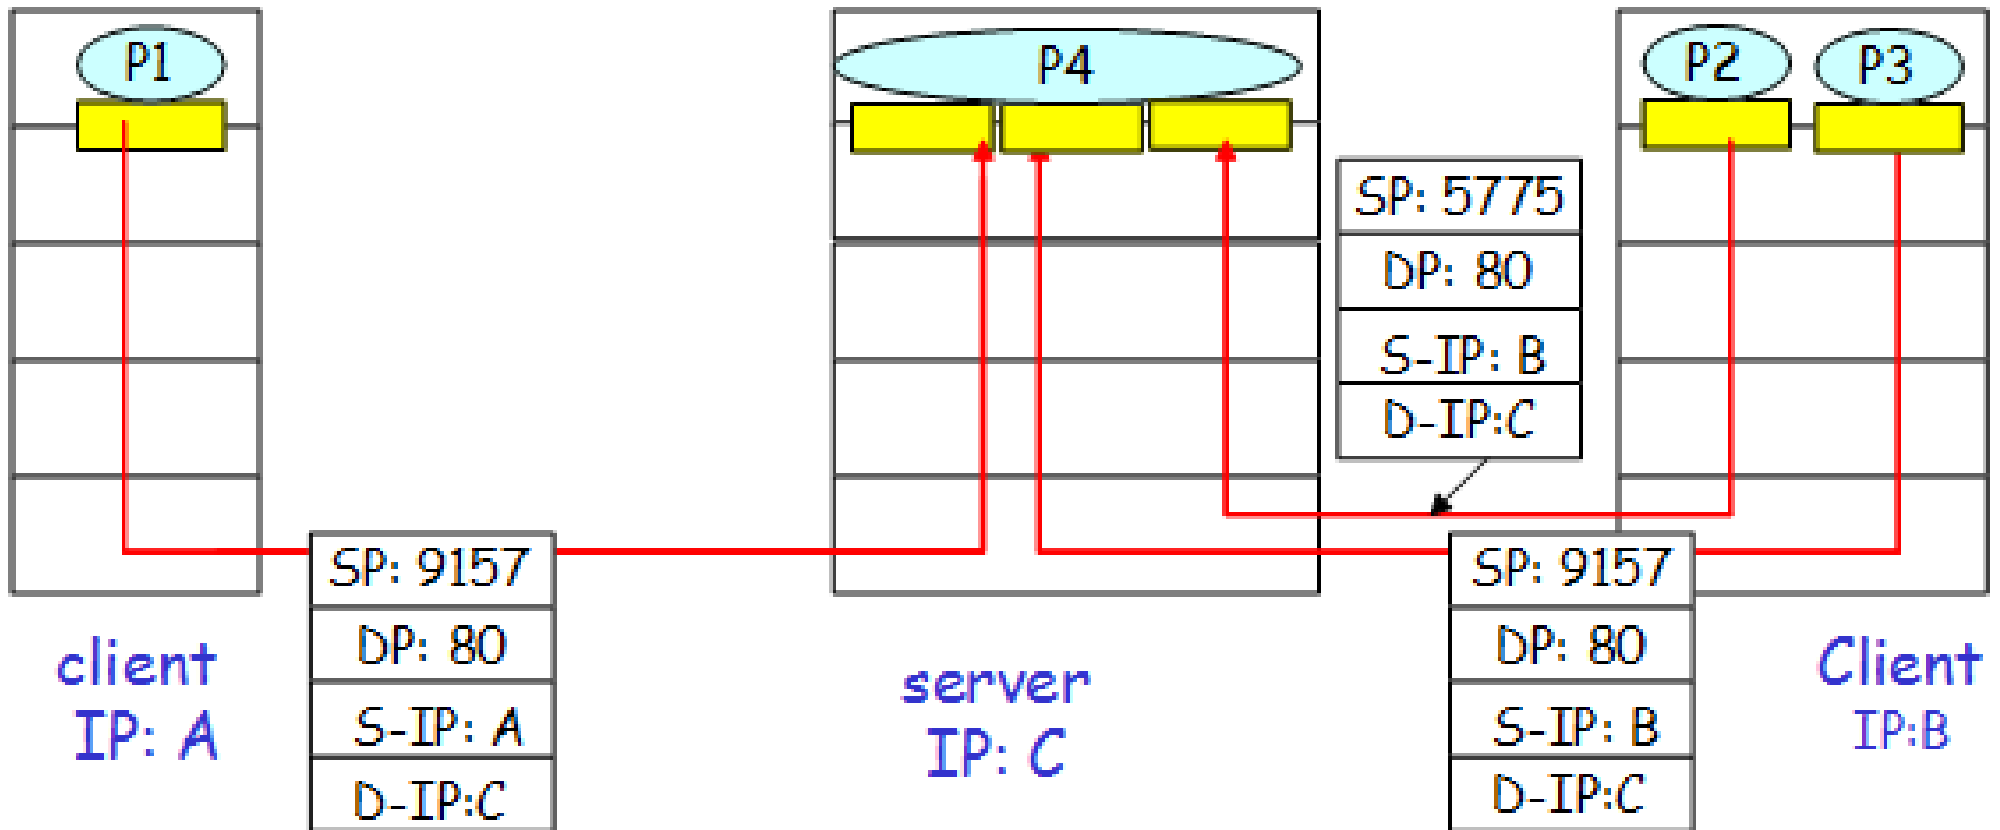 P1
P4
P2
P3
SP: 5775
DP: 80
S-IP: B
D-IP:C
SP: 9157
DP: 80
S-IP: A
D-IP:C
SP: 9157
DP: 80
S-IP: B
D-IP:C
client
IP: A
server
IP: C
Client
IP:B